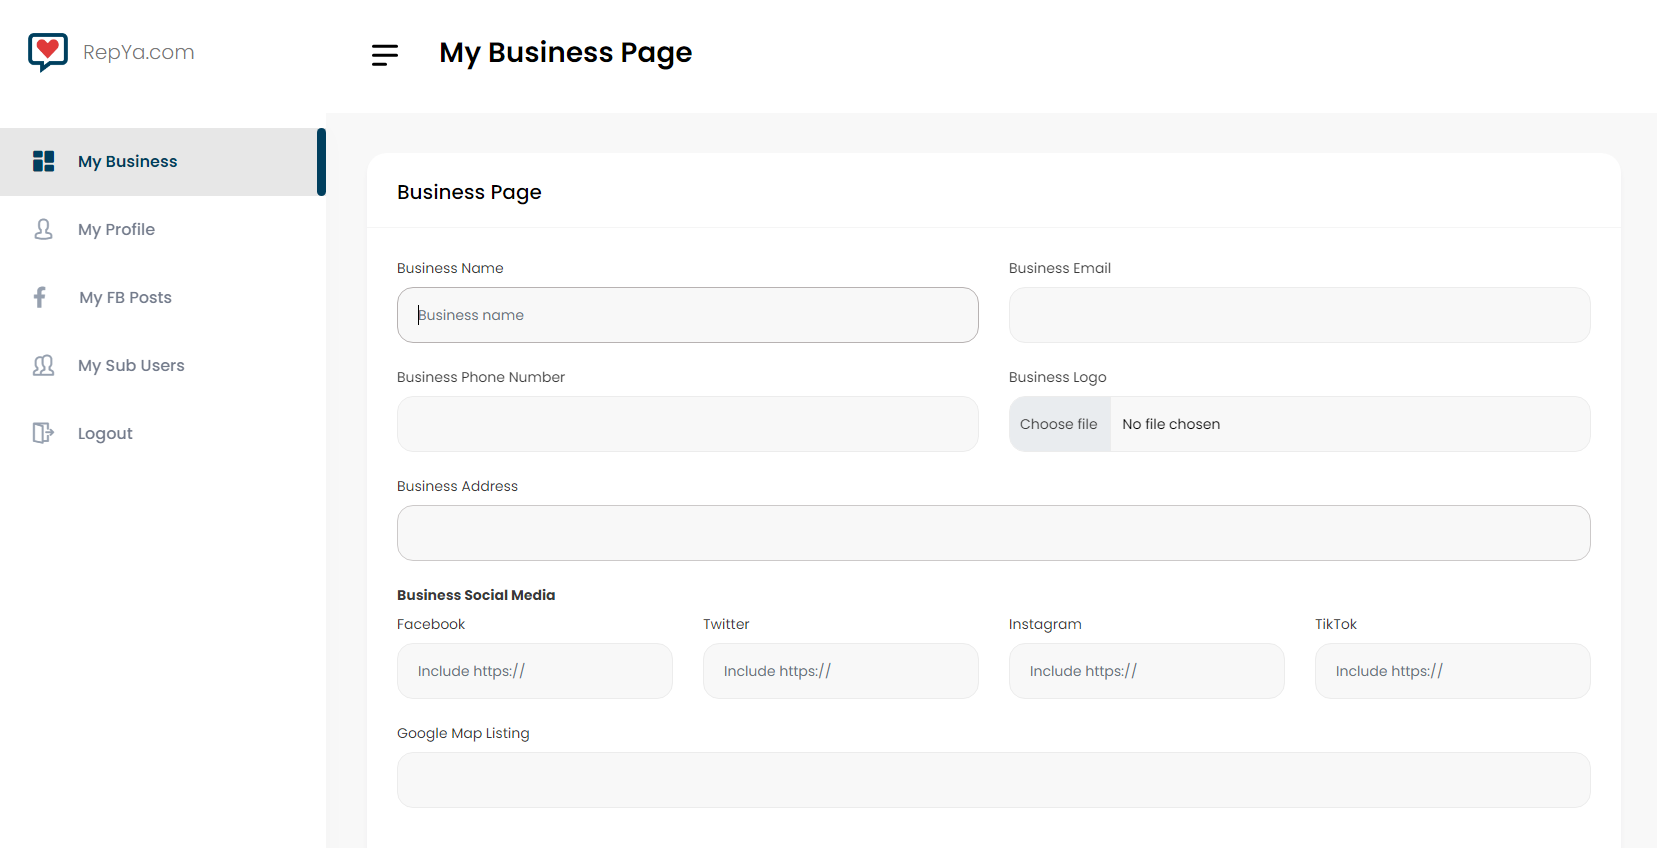 RepYa.com
My Business Page
My Business
My Profile
My FB Posts
My Sub Users
Logout
Business Page
Business Name
Business name
Business Email
Business Phone Number
Business Logo
Choose file No file chosen
Business Address
Business Social Media
Facebook Twitter Instagram TikTok
Include https:// Include https:// Include https:// Include https://
Google Map Listing